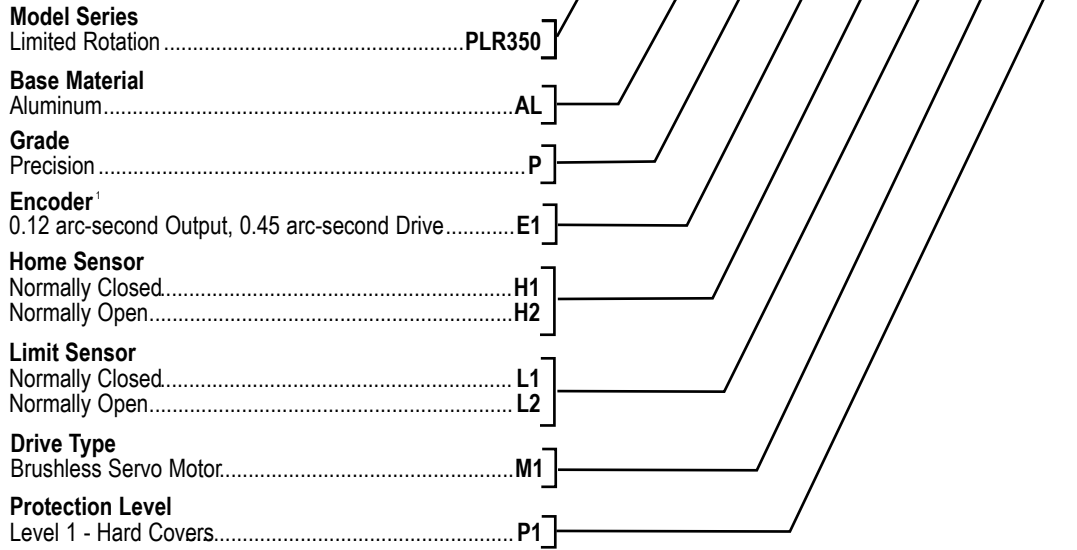 Model Series
Limited Rotation ....................................................PLR350
Base Material
Aluminum.......................................................................AL
Grade
Precision ..........................................................................P
Encoder ¹
0.12 arc-second Output, 0.45 arc-second Drive............E1
Home Sensor
Normally Closed.............................................................H1
Normally Open...............................................................H2
Limit Sensor
Normally Closed............................................................. L1
Normally Open............................................................... L2
Drive Type
Brushless Servo Motor...................................................M1
Protection Level
Level 1 - Hard Covers.................................................... P1